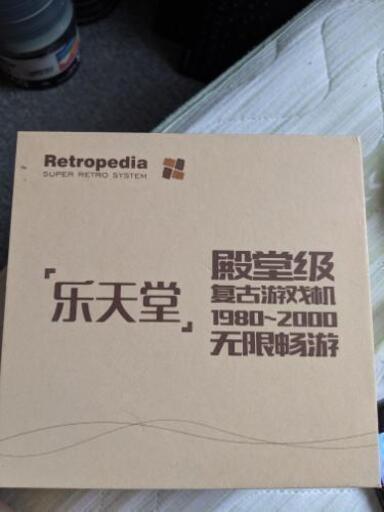 Retropedia
SUPER RETRO SYSTEM
「乐天堂」
殿堂级
复古游戏机
1980~2000
无限畅游